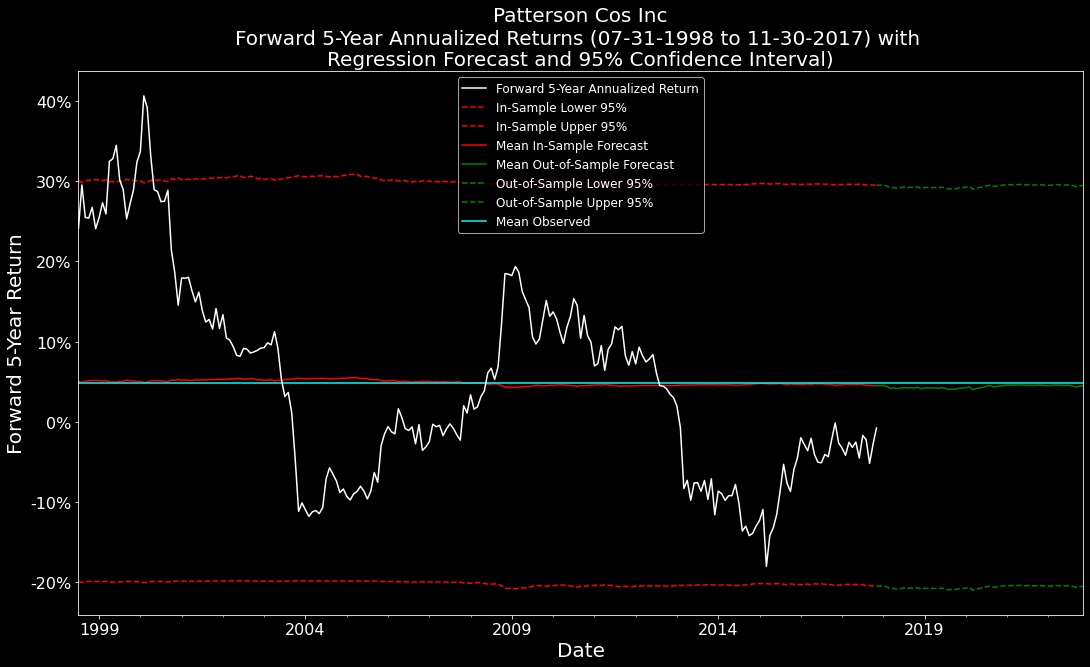 Patterson Cos Inc
Forward 5-Year Annualized Returns (07-31-1998 to 11-30-2017) with
Regression Forecast and 95% Confidence Interval)
Forward 5-Year Annualized Return
In-Sample Lower 95%
In-Sample Upper 95%
Mean In-Sample Forecast
Mean Out-of-Sample Forecast
Out-of-Sample Lower 95%
Out-of-Sample Upper 95%
Mean Observed
Forward 5-Year Return
40%
30%
20%
10%
0%
-10%
-20%
1999 2004 2009 2014 2019
Date